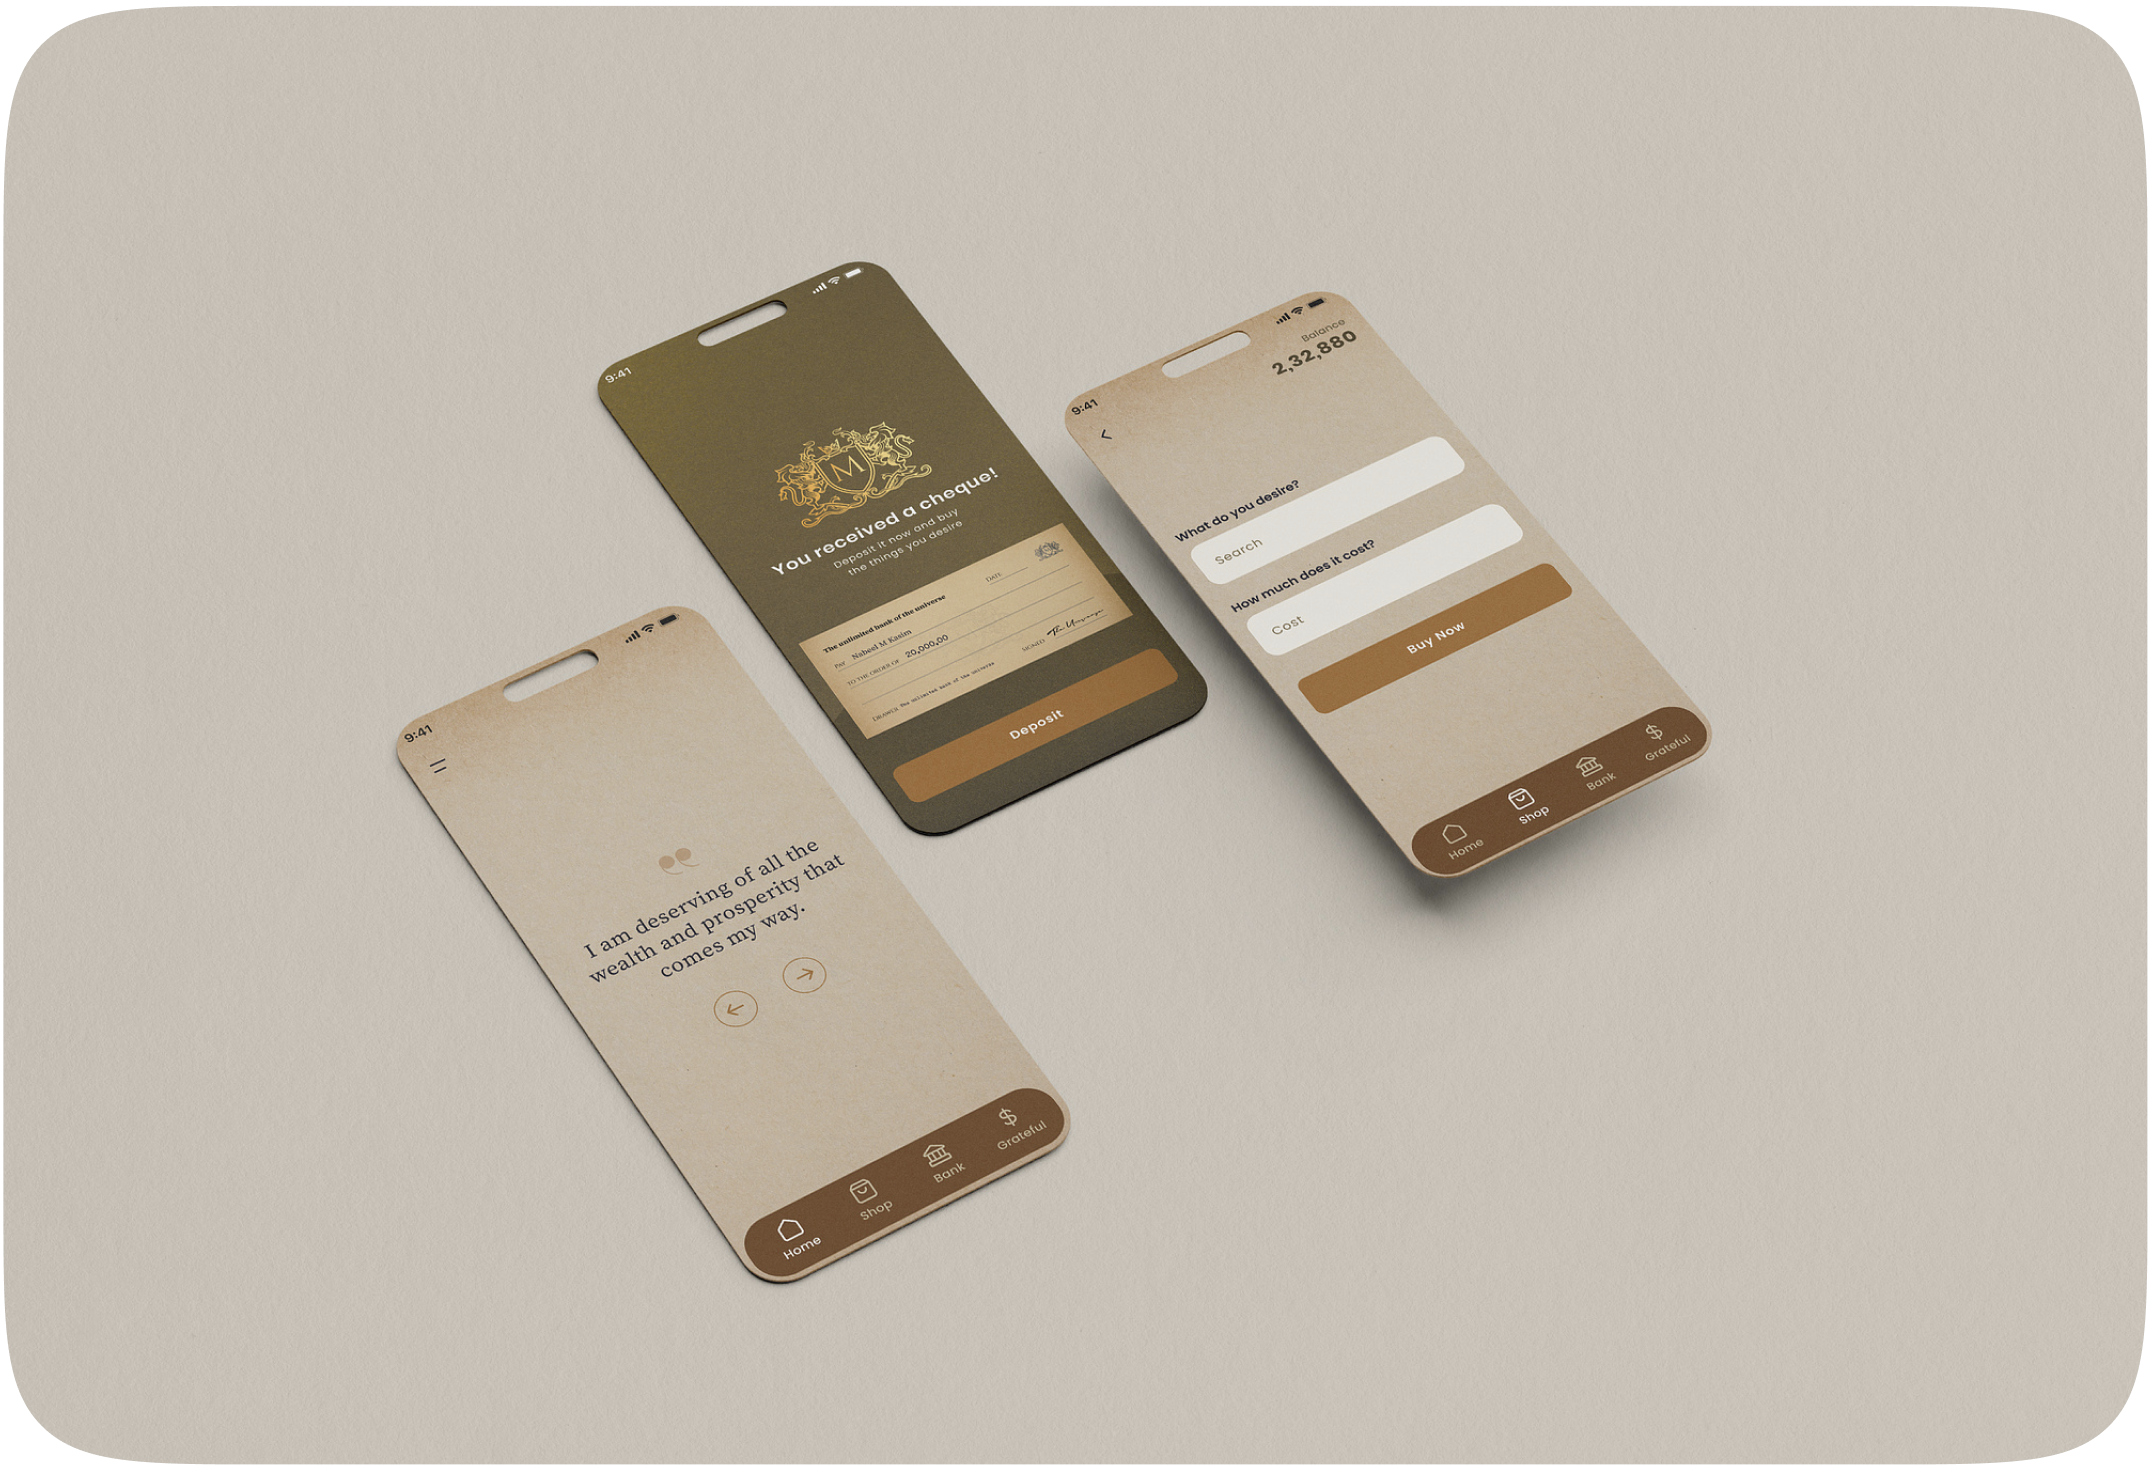 9:41
M
You received a cheque!
Deposit it now and buy
the things you desire
The unlimited bank of the universe
DATE
PAY Nabeel M Kasim
TO THE ORDER OF 20,000,00
SIGNED The Universe
DRAWER The unlimited bank of the universe
Deposit
9:41
Balance
2,32,880
What do you desire?
Search
How much does it cost?
Cost
Buy Now
Home
Shop
Bank
Grateful
9:41
I am deserving of all the
wealth and prosperity that
comes my way.
Home
Shop
Bank
Grateful